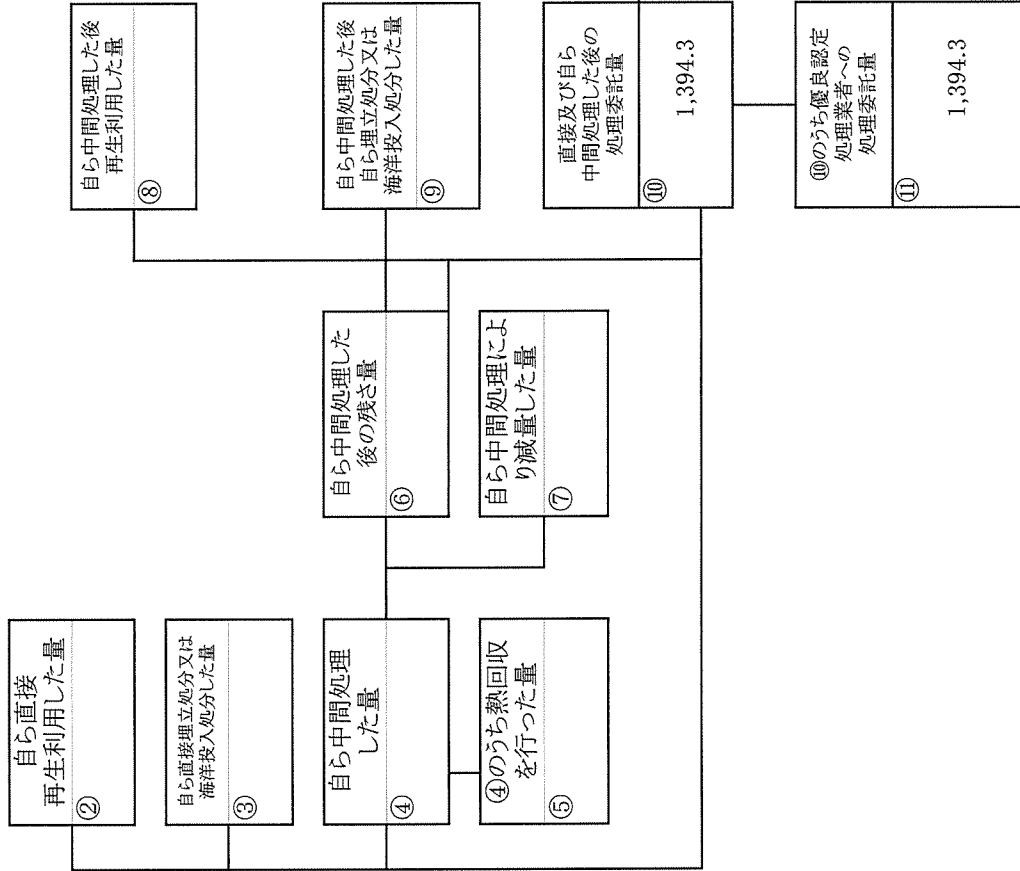 自ら直接
再生利用した量
②
自ら直接埋立処分又は
海洋投入処分した量
③
自ら中間処理
した量
④
④のうち熱回収
を行った量
⑤
自ら中間処理した
後の残さ量
⑥
自ら中間処理によ
り減量した量
⑦
自ら中間処理した後
再生利用した量
⑧
自ら中間処理した後
自ら埋立処分又は
海洋投入処分した量
⑨
直接及び自ら
中間処理した後の
処理委託量
⑩
1,394.3
⑩のうち優良認定
処理業者への
処理委託量
⑪
1,394.3